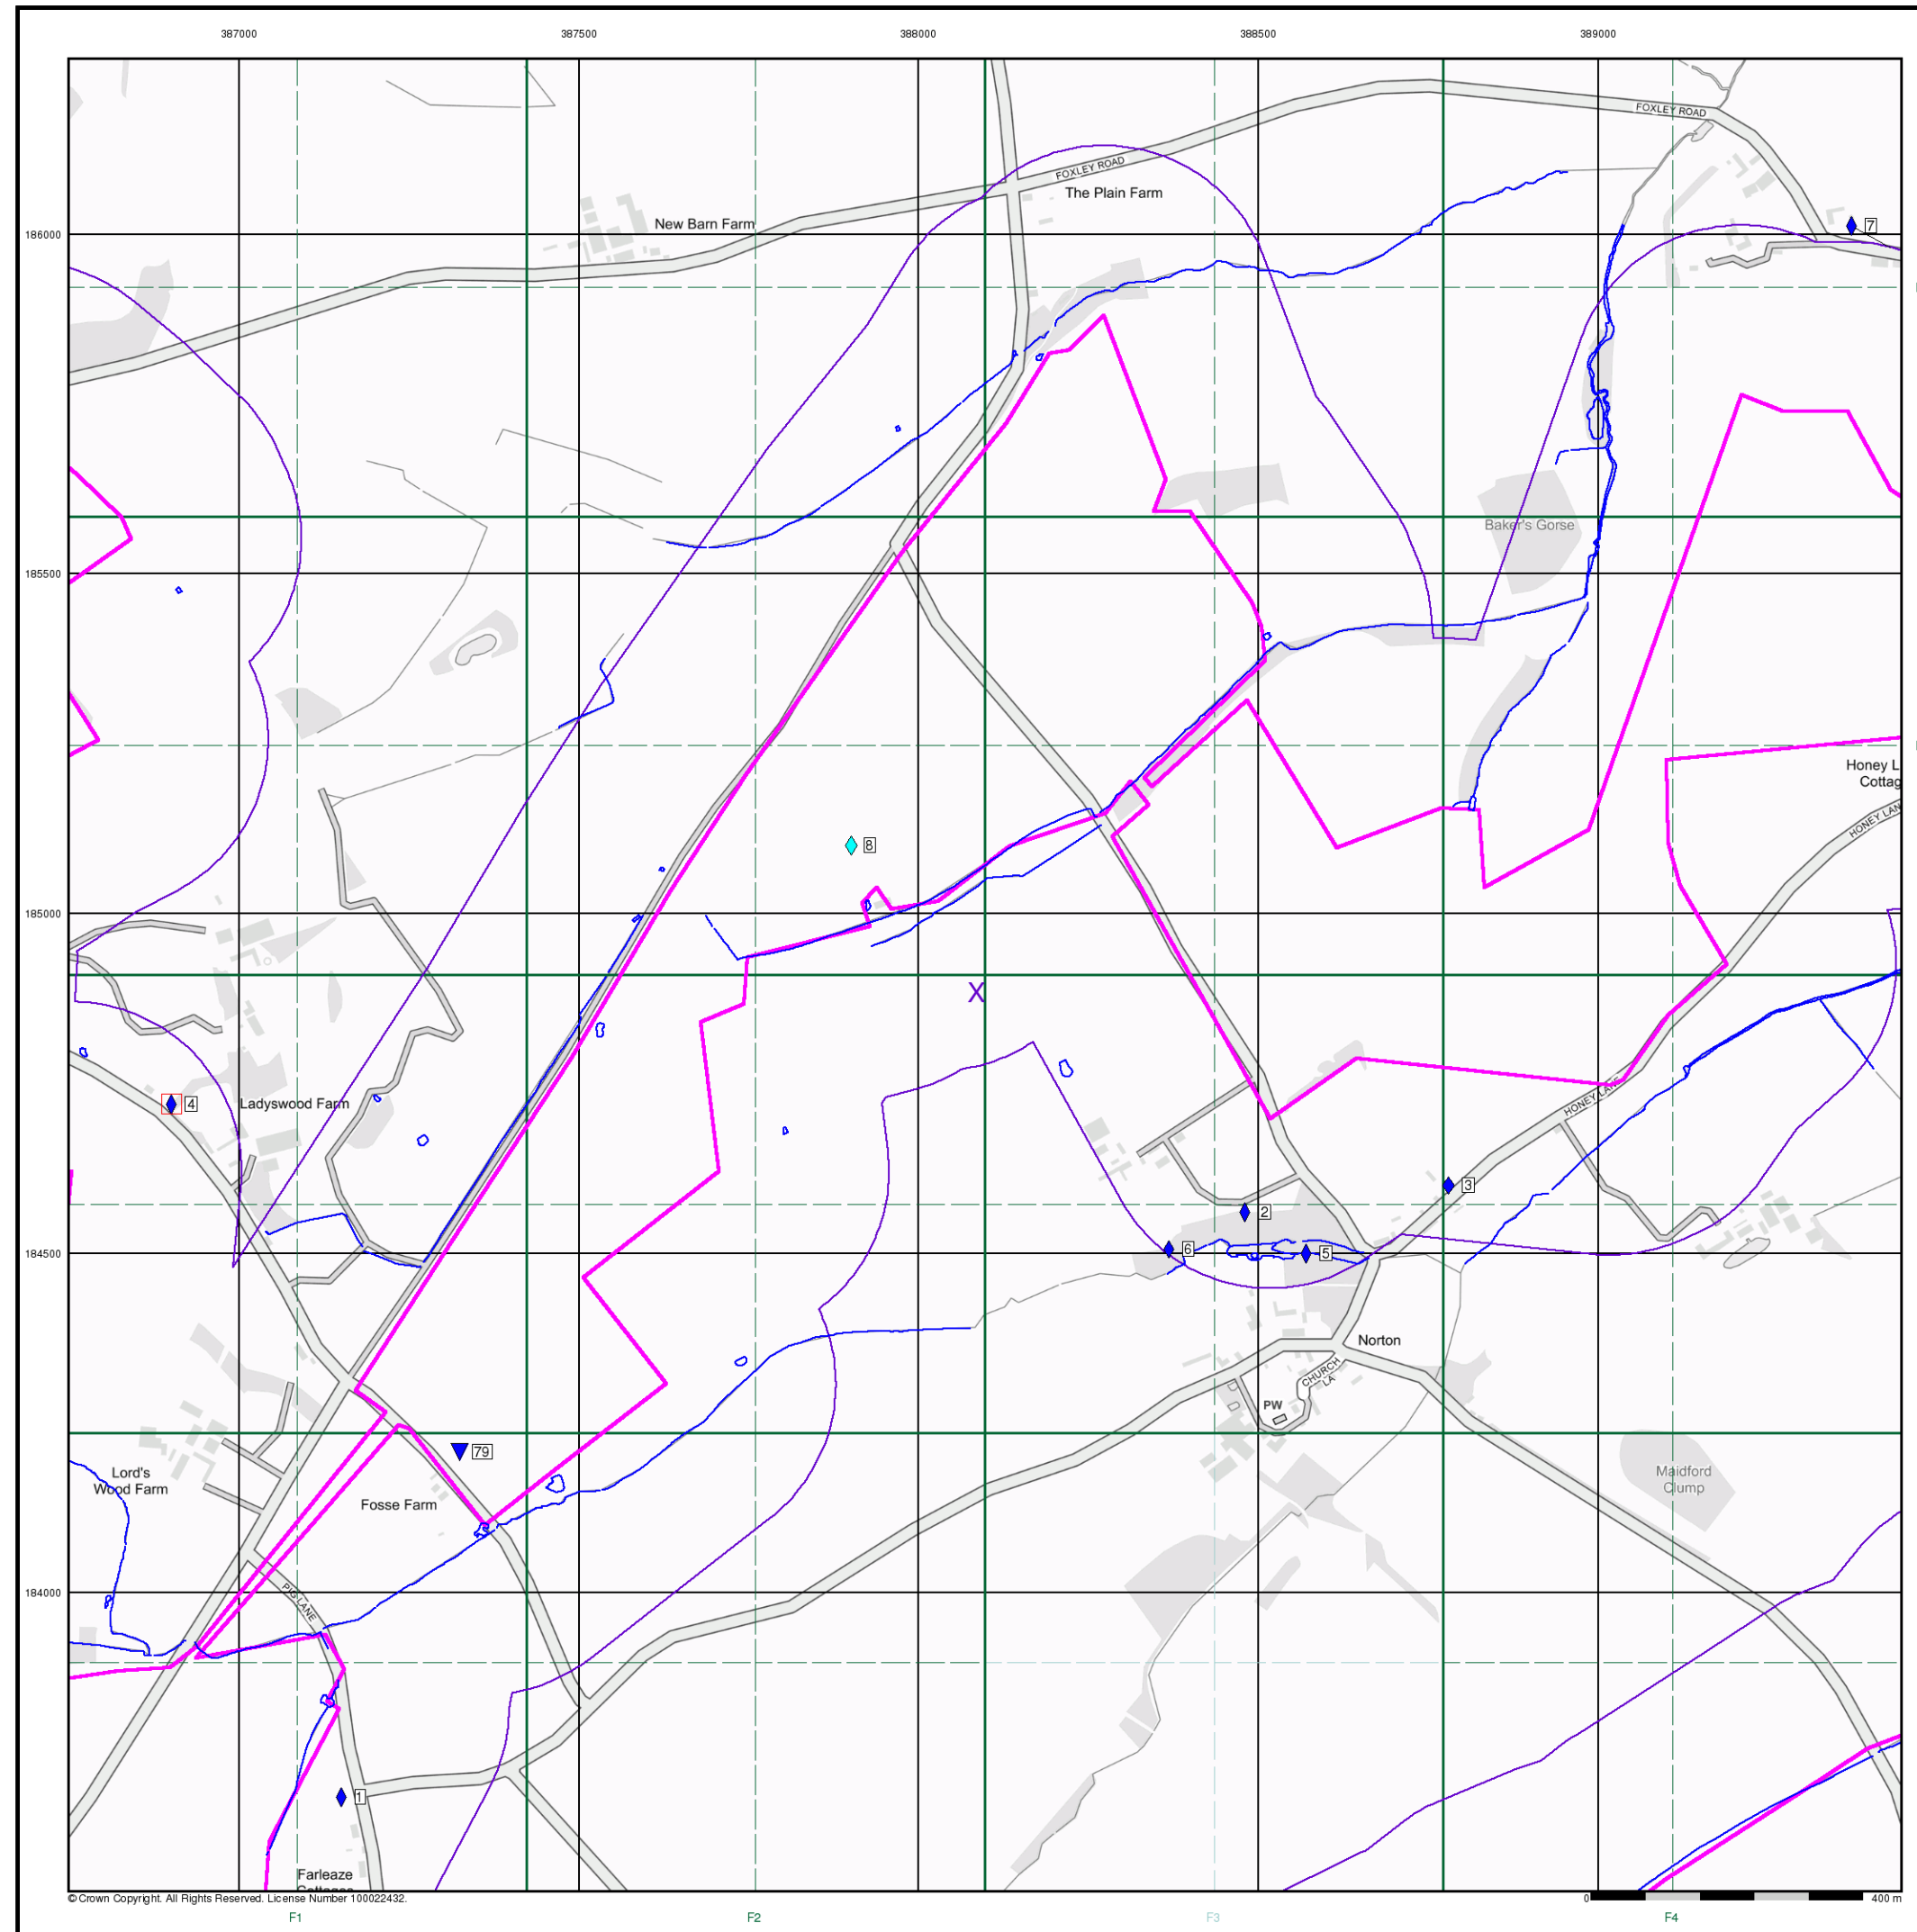 387000 387500 388000 388500 389000
FOXLEY ROAD
FOXLEY ROAD
The Plain Farm
New Barn Farm
7
186000
Baker's Gorse
185500
Honey L
Cottag
HONEY LAN
8
185000
X
4
Ladyswood Farm
HONEY LANE
3
2
6
5
184500
Norton
CHURCH
LA
PW
79
Lord's
Wood Farm
Fosse Farm
Maidford
Clump
184000
PIG LANE
1
Farleaze
© Crown Copyright. All Rights Reserved. License Number 100022432.
0 400 m
F1 F2 F3 F4